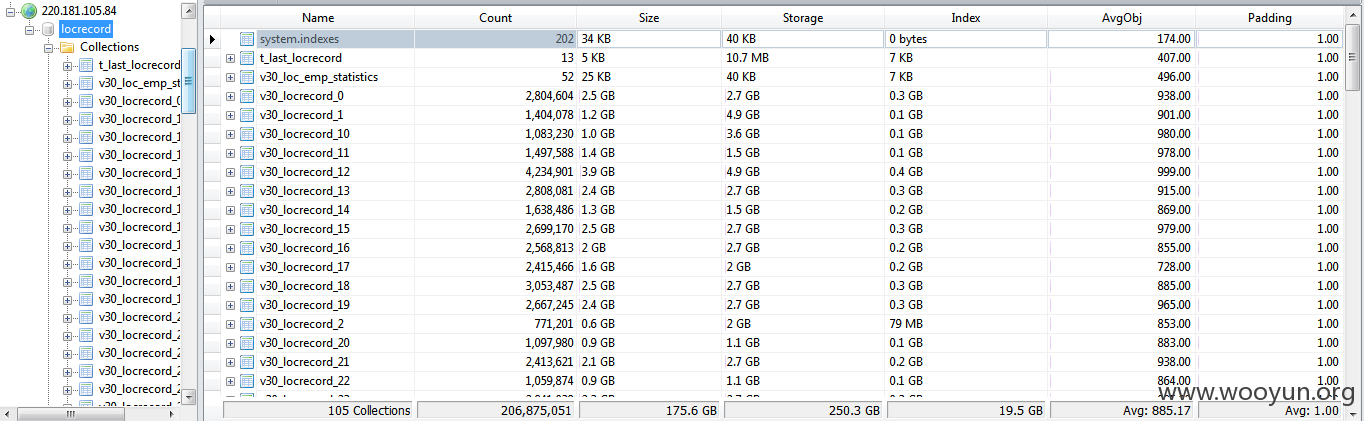 220.181.105.84
locrecord
Collections
t_last_locrecord
v30_loc_emp_st
v30_locrecord_0
v30_locrecord_1
v30_locrecord_1
v30_locrecord_1
v30_locrecord_1
v30_locrecord_1
v30_locrecord_1
v30_locrecord_1
v30_locrecord_1
v30_locrecord_1
v30_locrecord_1
v30_locrecord_1
v30_locrecord_2
v30_locrecord_2
v30_locrecord_2
v30_locrecord_2
v30_locrecord_2
Name Count Size Storage Index AvgObj Padding
system.indexes 202 34 KB 40 KB 0 bytes 174.00 1.00
t_last_locrecord 13 5 KB 10.7 MB 7 KB 407.00 1.00
v30_loc_emp_statistics 52 25 KB 40 KB 7 KB 496.00 1.00
v30_locrecord_0 2,804,604 2.5 GB 2.7 GB 0.3 GB 938.00 1.00
v30_locrecord_1 1,404,078 1.2 GB 4.9 GB 0.1 GB 901.00 1.00
v30_locrecord_10 1,083,230 1.0 GB 3.6 GB 0.1 GB 980.00 1.00
v30_locrecord_11 1,497,588 1.4 GB 1.5 GB 0.1 GB 978.00 1.00
v30_locrecord_12 4,234,901 3.9 GB 4.9 GB 0.4 GB 999.00 1.00
v30_locrecord_13 2,808,081 2.4 GB 2.7 GB 0.3 GB 915.00 1.00
v30_locrecord_14 1,638,486 1.3 GB 1.5 GB 0.2 GB 869.00 1.00
v30_locrecord_15 2,699,170 2.5 GB 2.7 GB 0.3 GB 979.00 1.00
v30_locrecord_16 2,568,813 2 GB 2.7 GB 0.2 GB 855.00 1.00
v30_locrecord_17 2,415,466 1.6 GB 2 GB 0.2 GB 728.00 1.00
v30_locrecord_18 3,053,487 2.5 GB 2.7 GB 0.3 GB 885.00 1.00
v30_locrecord_19 2,667,245 2.4 GB 2.7 GB 0.3 GB 965.00 1.00
v30_locrecord_2 771,201 0.6 GB 2 GB 79 MB 853.00 1.00
v30_locrecord_20 1,097,980 0.9 GB 1.1 GB 0.1 GB 883.00 1.00
v30_locrecord_21 2,413,621 2.1 GB 2.7 GB 0.2 GB 938.00 1.00
v30_locrecord_22 1,059,874 0.9 GB 1.1 GB 0.1 GB 864.00 1.00
105 Collections 206,875,051 175.6 GB 250.3 GB 19.5 GB Avg: 885.17 Avg: 1.00
www.wooyun.org